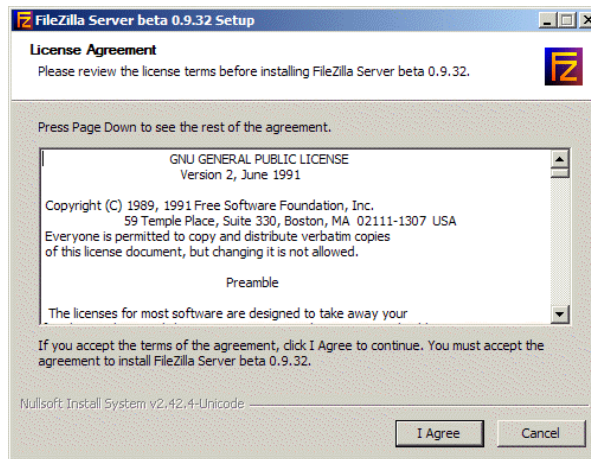 FileZilla Server beta 0.9.32 Setup
License Agreement
Please review the license terms before installing FileZilla Server beta 0.9.32.
FZ
Press Page Down to see the rest of the agreement.
GNU GENERAL PUBLIC LICENSE
Version 2, June 1991
Copyright (C) 1989, 1991 Free Software Foundation, Inc.
59 Temple Place, Suite 330, Boston, MA  02111-1307  USA
Everyone is permitted to copy and distribute verbatim copies
of this license document, but changing it is not allowed.
Preamble
The licenses for most software are designed to take away your
If you accept the terms of the agreement, click I Agree to continue. You must accept the
agreement to install FileZilla Server beta 0.9.32.
Nullsoft Install System v2.42.4-Unicode
I Agree
Cancel